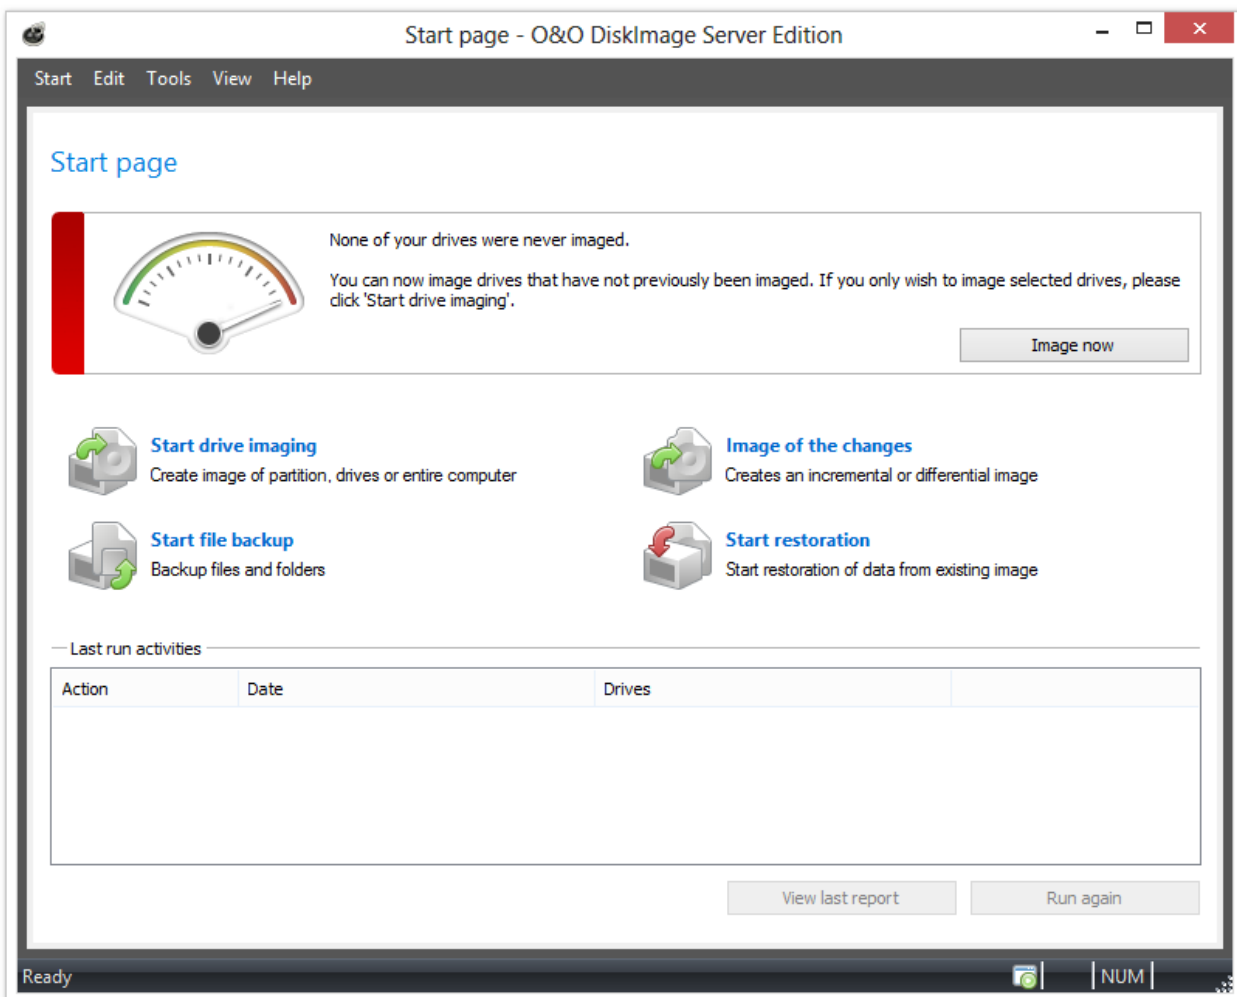 Start page - O&O DiskImage Server Edition
Start Edit Tools View Help
Start page
None of your drives were never imaged.
You can now image drives that have not previously been imaged. If you only wish to image selected drives, please
click 'Start drive imaging'.
Image now
Start drive imaging
Create image of partition, drives or entire computer
Image of the changes
Creates an incremental or differential image
Start file backup
Backup files and folders
Start restoration
Start restoration of data from existing image
Last run activities
Action Date Drives
View last report Run again
Ready NUM